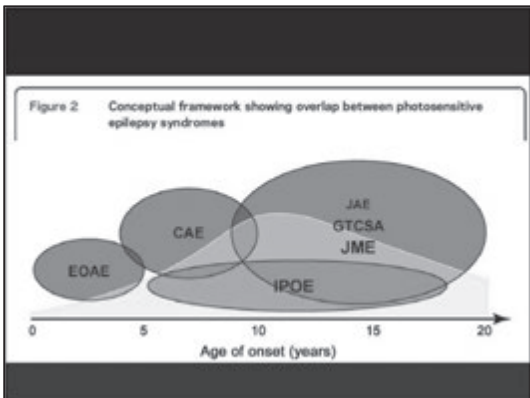 Figure 2 Conceptual framework showing overlap between photosensitive
epilepsy syndromes
JAE
GTCSA
CAE
JME
EOAE
IPOE
0 5 10 15 20
Age of onset (years)